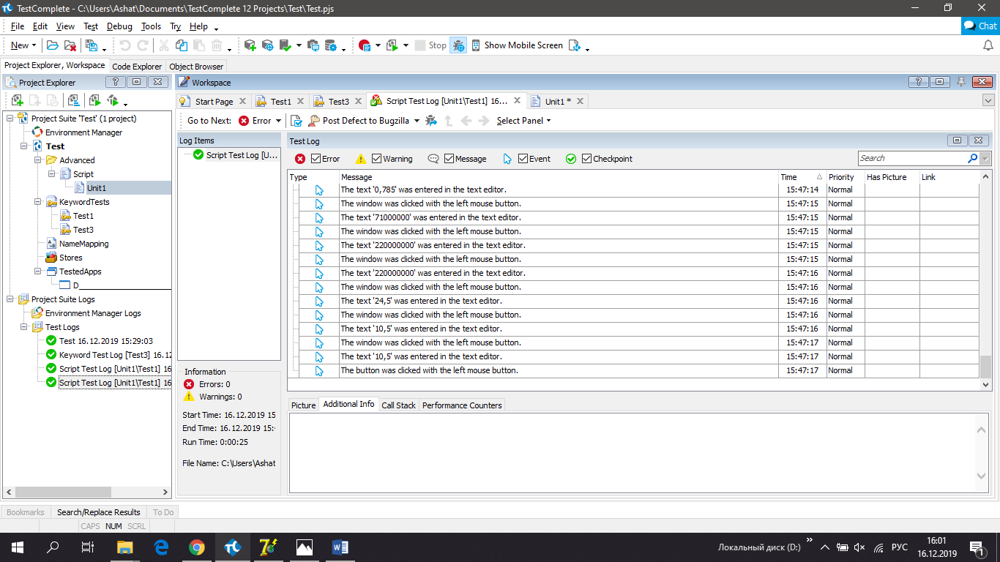 TestComplete - C:\Users\Ashat\Documents\TestComplete 12 Projects\Test\Test.pjs
File Edit View Test Debug Tools Try Help
Chat
New Stop Show Mobile Screen
Project Explorer, Workspace Code Explorer Object Browser
Project Explorer
Project Suite 'Test' (1 project)
Environment Manager
Test
Advanced
Script
Unit1
KeywordTests
Test1
Test3
NameMapping
Stores
TestedApps
D_
Project Suite Logs
Environment Manager Logs
Test Logs
Test 16.12.2019 15:29:03
Keyword Test Log [Test3] 16.12
Script Test Log [Unit1\Test1] 16
Script Test Log [Unit1\Test1] 16
Workspace
Start Page Test1 Test3 Script Test Log [Unit1\Test1] 16... Unit1 *
Go to Next: Error Post Defect to Bugzilla Select Panel
Log Items
Script Test Log [U...
Information
Errors: 0
Warnings: 0
Start Time: 16.12.2019 15
End Time: 16.12.2019 15:
Run Time: 0:00:25
File Name: C:\Users\Ashat
Test Log
Error Warning Message Event Checkpoint Search
Type Message Time Priority Has Picture Link
The text '0,785' was entered in the text editor. 15:47:14 Normal
The window was clicked with the left mouse button. 15:47:15 Normal
The text '71000000' was entered in the text editor. 15:47:15 Normal
The window was clicked with the left mouse button. 15:47:15 Normal
The text '220000000' was entered in the text editor. 15:47:15 Normal
The window was clicked with the left mouse button. 15:47:15 Normal
The text '220000000' was entered in the text editor. 15:47:16 Normal
The window was clicked with the left mouse button. 15:47:16 Normal
The text '24,5' was entered in the text editor. 15:47:16 Normal
The window was clicked with the left mouse button. 15:47:16 Normal
The text '10,5' was entered in the text editor. 15:47:16 Normal
The window was clicked with the left mouse button. 15:47:17 Normal
The text '10,5' was entered in the text editor. 15:47:17 Normal
The button was clicked with the left mouse button. 15:47:17 Normal
Picture Additional Info Call Stack Performance Counters
Bookmarks Search/Replace Results To Do
CAPS NUM SCRL
Локальный диск (D:) » РУС 16:01
16.12.2019 1